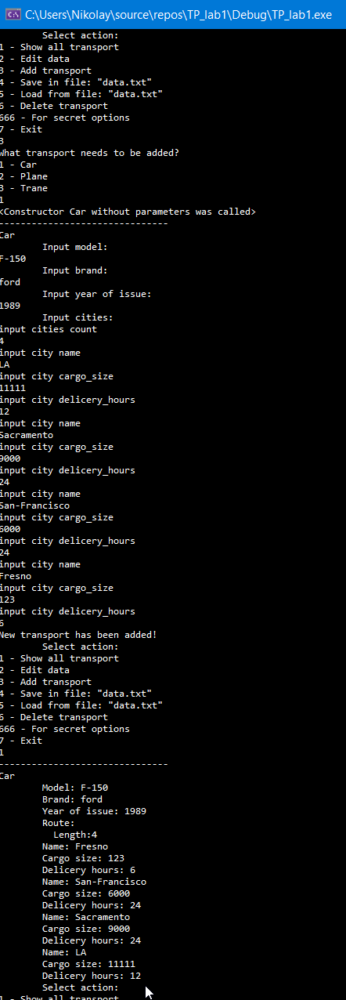 C:\Users\Nikolay\source\repos\TP_lab1\Debug\TP_lab1.exe
Select action:
1 - Show all transport
2 - Edit data
3 - Add transport
4 - Save in file: "data.txt"
5 - Load from file: "data.txt"
6 - Delete transport
666 - For secret options
7 - Exit
3
What transport needs to be added?
1 - Car
2 - Plane
3 - Trane
1
<Constructor Car without parameters was called>
-------------------------------
Car
Input model:
F-150
Input brand:
ford
Input year of issue:
1989
Input cities:
input cities count
4
input city name
LA
input city cargo_size
11111
input city delicery_hours
12
input city name
Sacramento
input city cargo_size
9000
input city delicery_hours
24
input city name
San-Francisco
input city cargo_size
6000
input city delicery_hours
24
input city name
Fresno
input city cargo_size
123
input city delicery_hours
6
New transport has been added!
Select action:
1 - Show all transport
2 - Edit data
3 - Add transport
4 - Save in file: "data.txt"
5 - Load from file: "data.txt"
6 - Delete transport
666 - For secret options
7 - Exit
1
-------------------------------
Car
Model: F-150
Brand: ford
Year of issue: 1989
Route:
Length:4
Name: Fresno
Cargo size: 123
Delicery hours: 6
Name: San-Francisco
Cargo size: 6000
Delicery hours: 24
Name: Sacramento
Cargo size: 9000
Delicery hours: 24
Name: LA
Cargo size: 11111
Delicery hours: 12
Select action:
1 - Show all transport